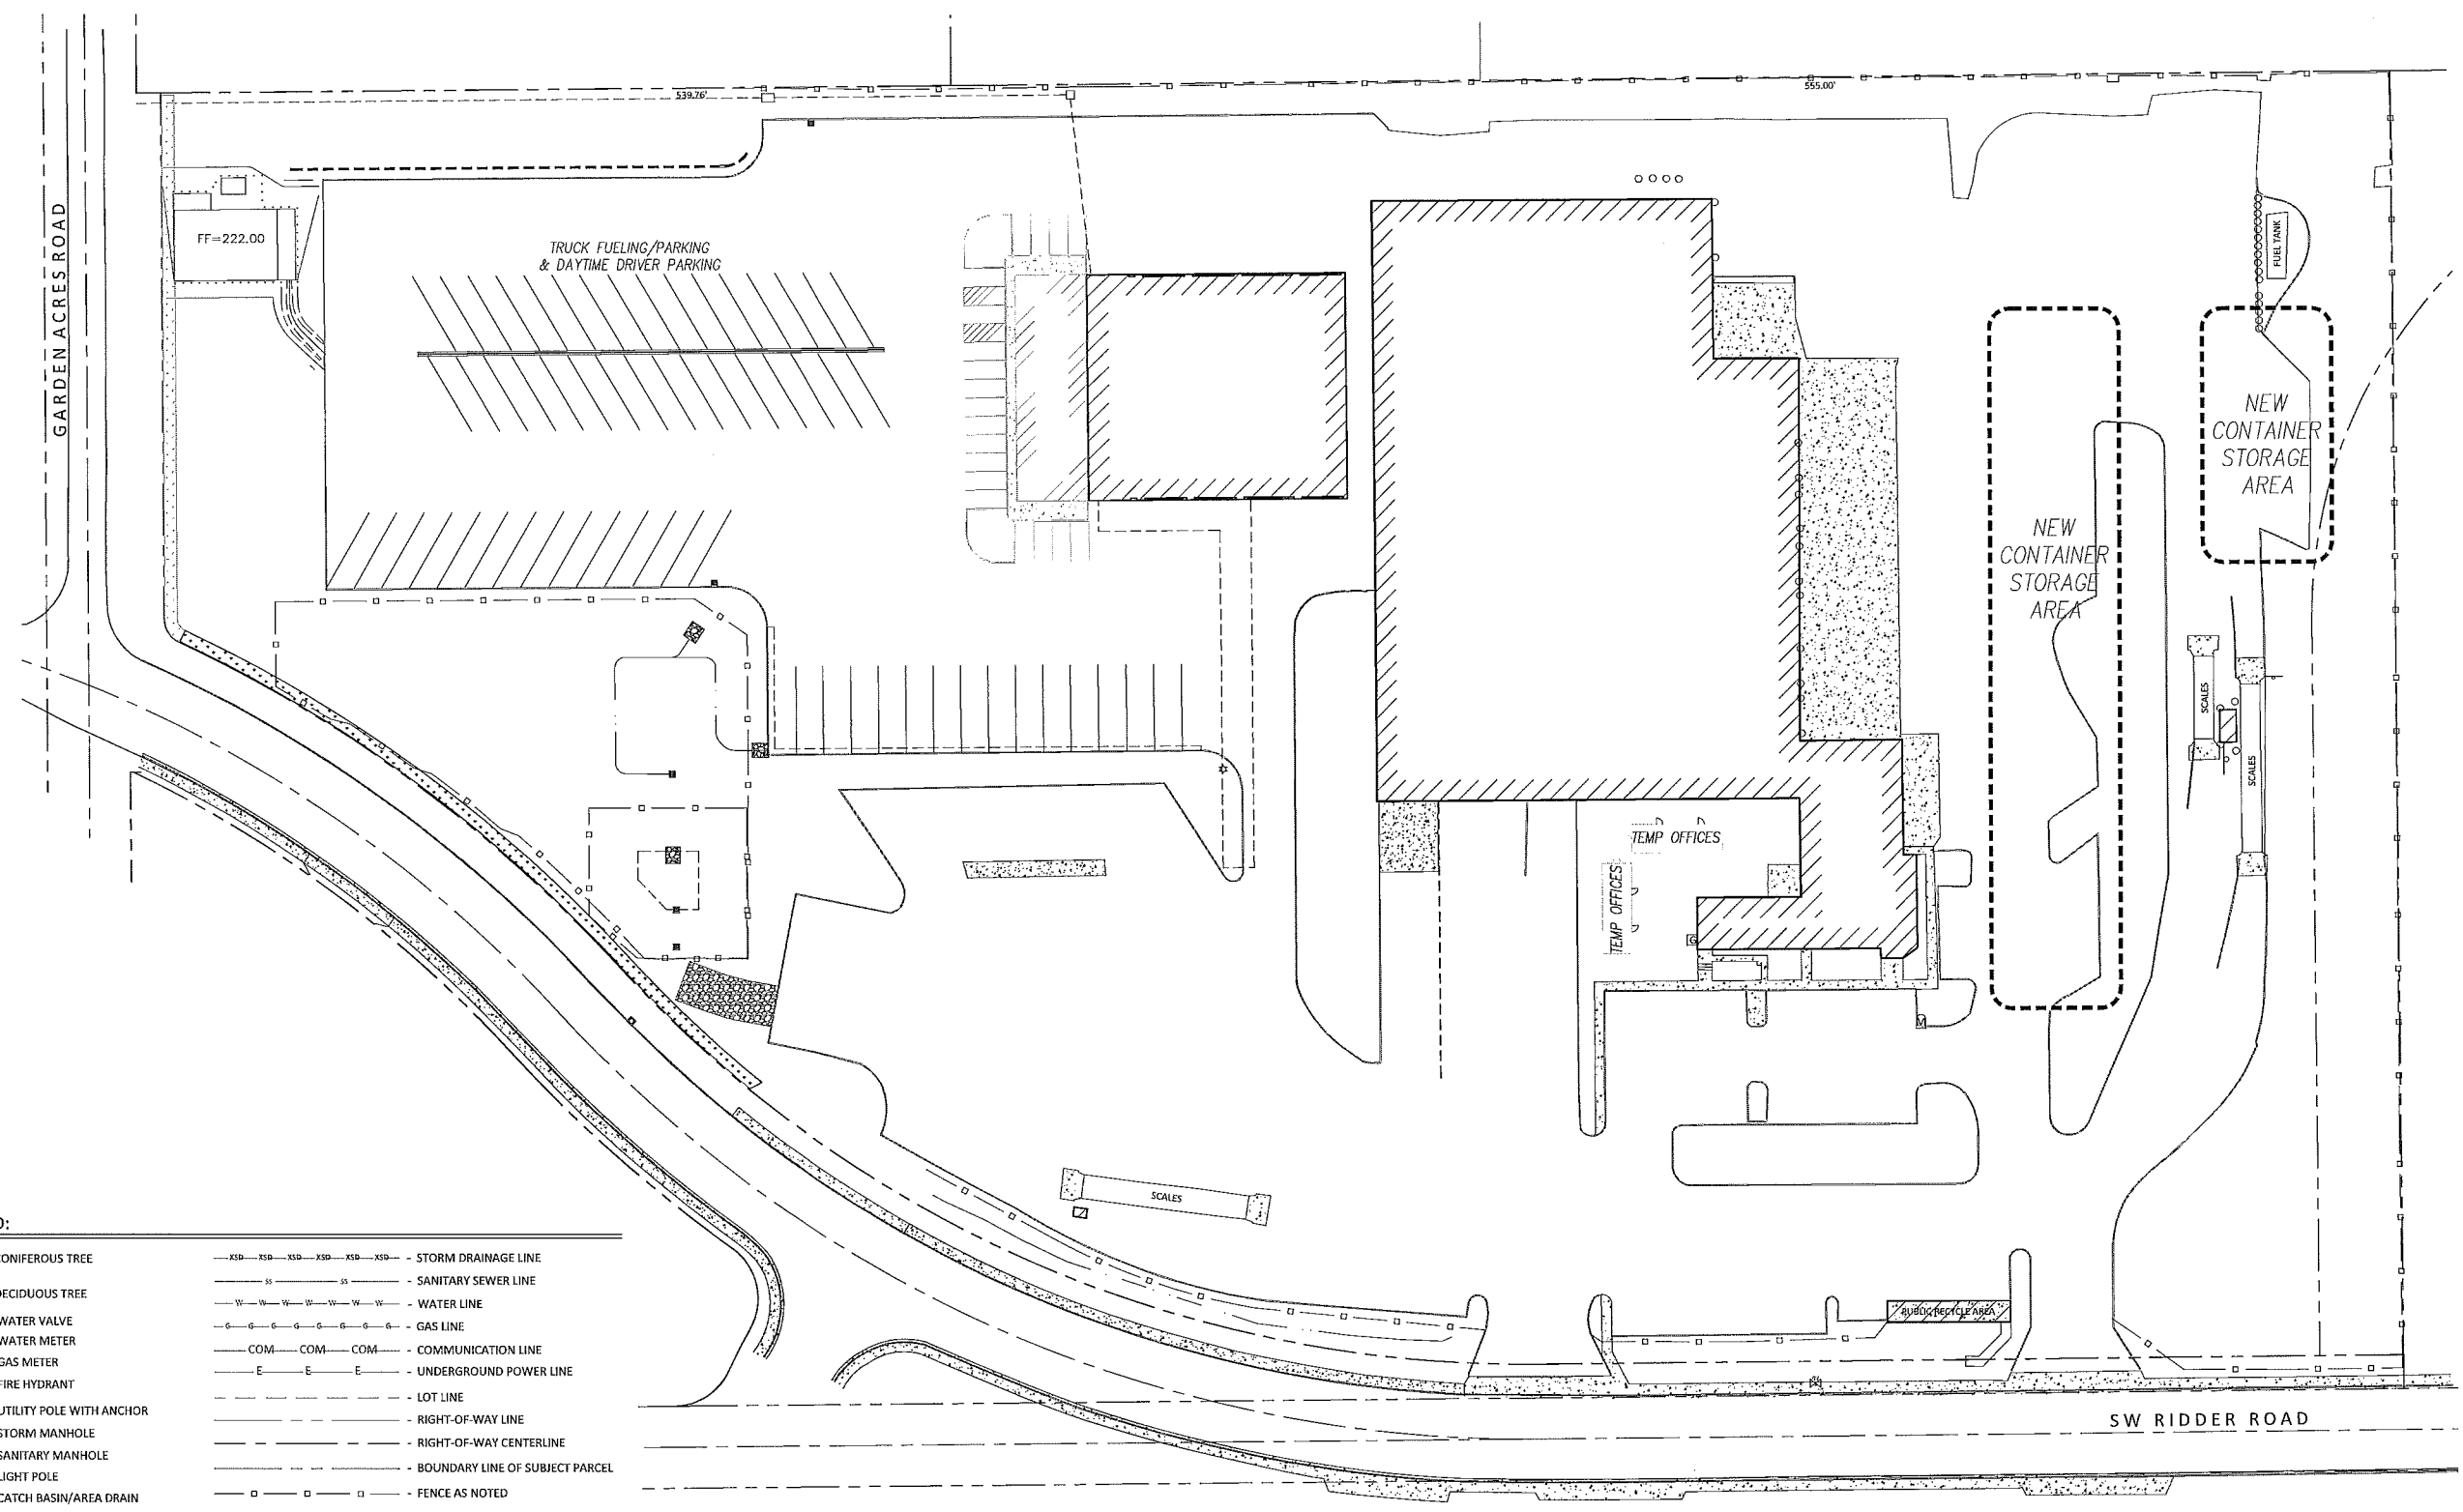 539.76'
555.00'
GARDEN ACRES ROAD
FF=222.00
TRUCK FUELING/PARKING
& DAYTIME DRIVER PARKING
FUEL TANK
NEW
CONTAINER
STORAGE
AREA
NEW
CONTAINER
STORAGE
AREA
SCALES
SCALES
TEMP OFFICES
TEMP OFFICES
G
M
SCALES
PUBLIC RECYCLE AREA
SW RIDDER ROAD
D:
CONIFEROUS TREE
DECIDUOUS TREE
WATER VALVE
WATER METER
GAS METER
FIRE HYDRANT
UTILITY POLE WITH ANCHOR
STORM MANHOLE
SANITARY MANHOLE
LIGHT POLE
CATCH BASIN/AREA DRAIN
XSD XSD XSD XSD XSD XSD - STORM DRAINAGE LINE
SS SS - SANITARY SEWER LINE
W W W W W W - WATER LINE
G G G G G G G G - GAS LINE
COM COM COM - COMMUNICATION LINE
E E E - UNDERGROUND POWER LINE
- LOT LINE
- RIGHT-OF-WAY LINE
- RIGHT-OF-WAY CENTERLINE
- BOUNDARY LINE OF SUBJECT PARCEL
- FENCE AS NOTED